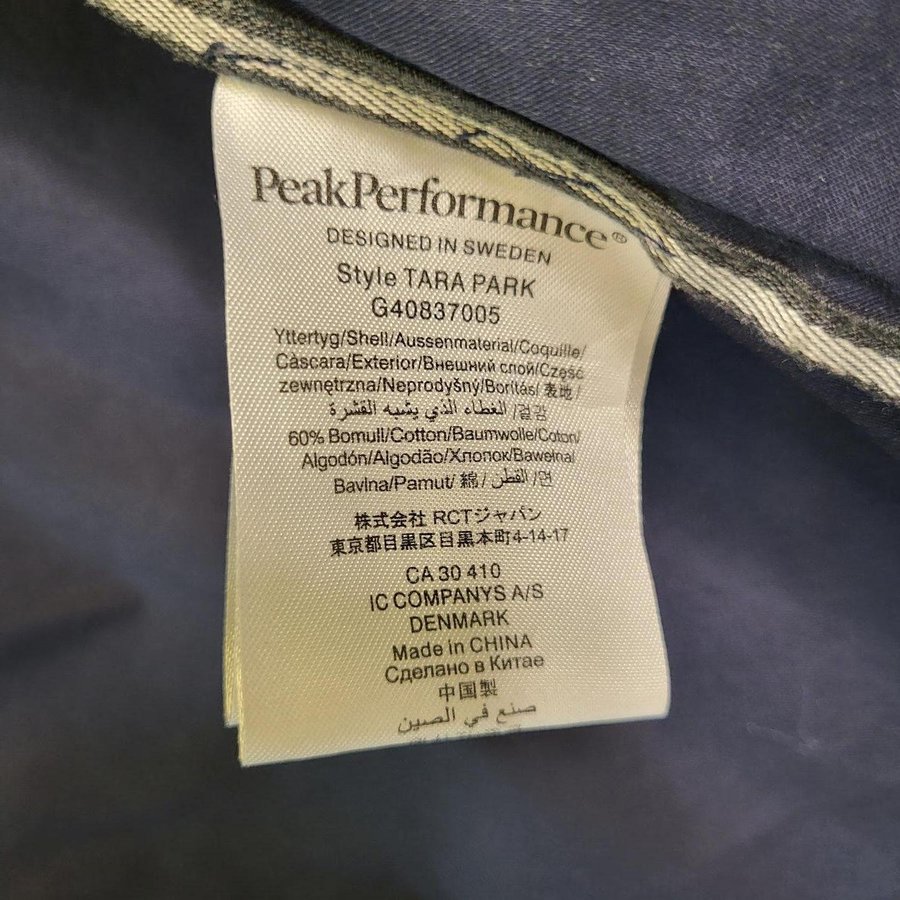 PeakPerformance®
DESIGNED IN SWEDEN
Style TARA PARK
G40837005
Yttertyg/Shell/Aussenmaterial/Coquille/
Càscara/Exterior/Внешний слой/Część
zewnętrzna/Neprodyšný/Borítás/ 表地 /
الغطاء الذي يشبه القشرة /겉감
60% Bomull/Cotton/Baumwolle/Coton/
Algodón/Algodão/Хлопок/Bawełna/
Bavlna/Pamut/ 綿 / القطن /면
株式会社 RCTジャパン
東京都目黒区目黒本町4-14-17
CA 30 410
IC COMPANYS A/S
DENMARK
Made in CHINA
Сделано в Китае
中国製
صنع في الصين